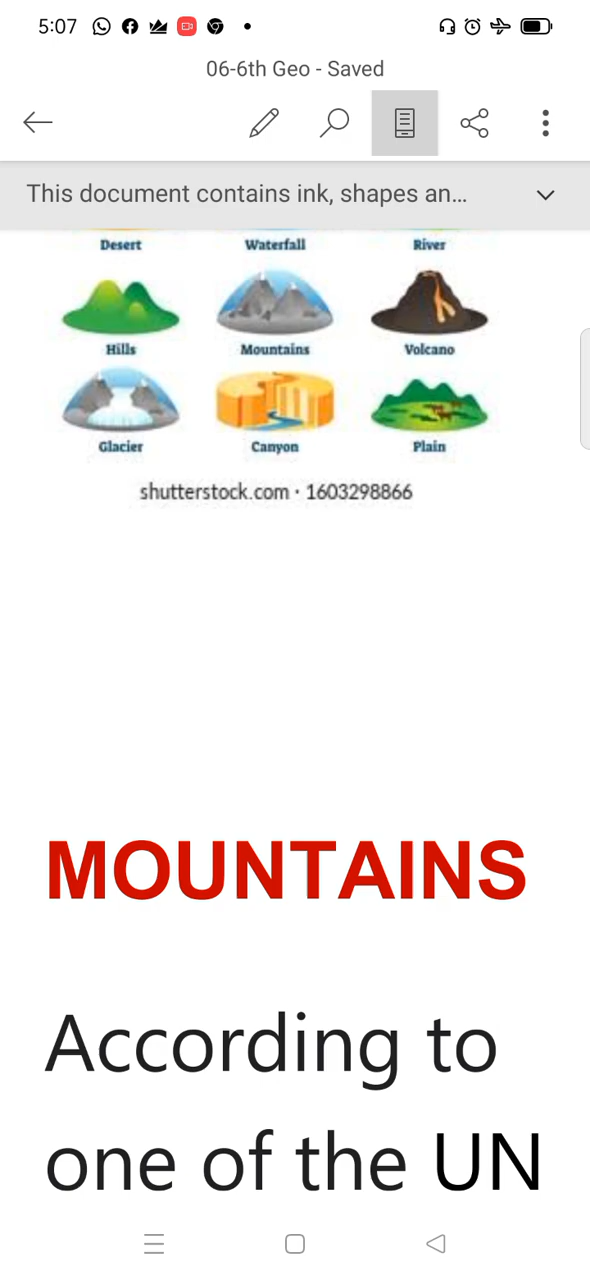 5:07
06-6th Geo - Saved
This document contains ink, shapes an...
Desert Waterfall River
Hills Mountains Volcano
Glacier Canyon Plain
shutterstock.com · 1603298866
MOUNTAINS
According to
one of the UN